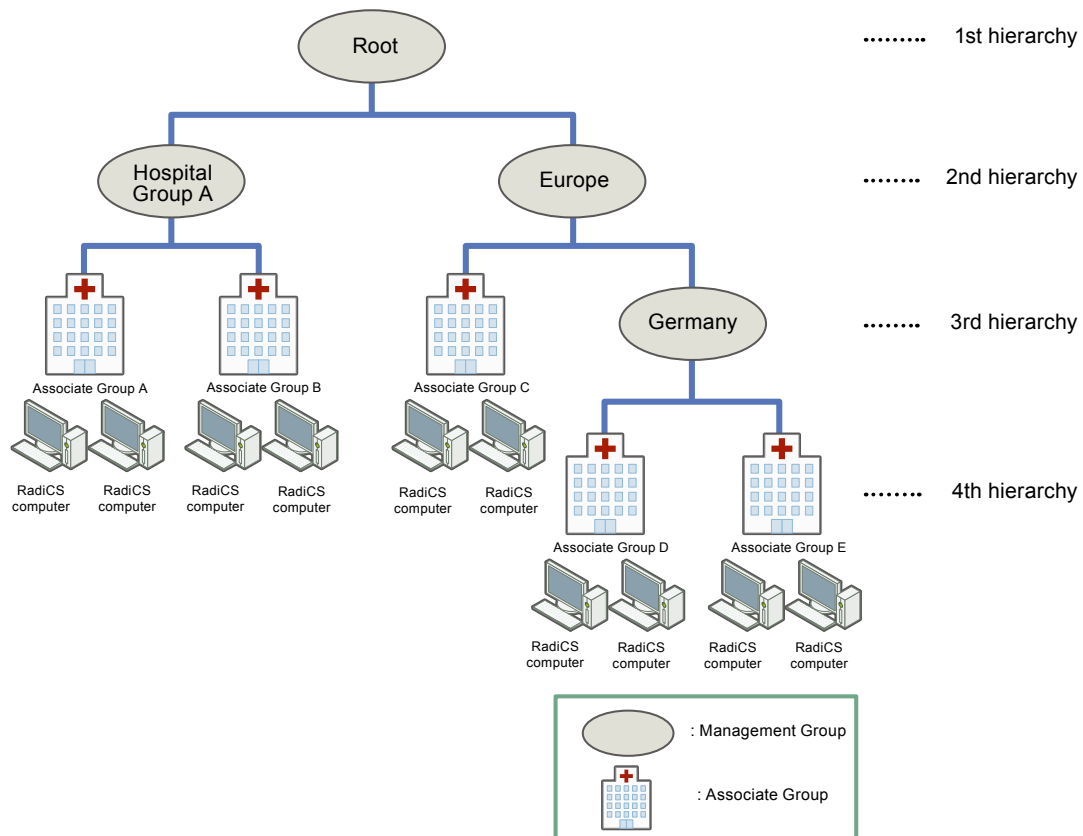 Root
......... 1st hierarchy
Hospital
Group A
Europe
........ 2nd hierarchy
Germany
........ 3rd hierarchy
Associate Group A
Associate Group B
Associate Group C
RadiCS
computer
RadiCS
computer
RadiCS
computer
RadiCS
computer
RadiCS
computer
RadiCS
computer
........ 4th hierarchy
Associate Group D
Associate Group E
RadiCS
computer
RadiCS
computer
RadiCS
computer
RadiCS
computer
: Management Group
: Associate Group